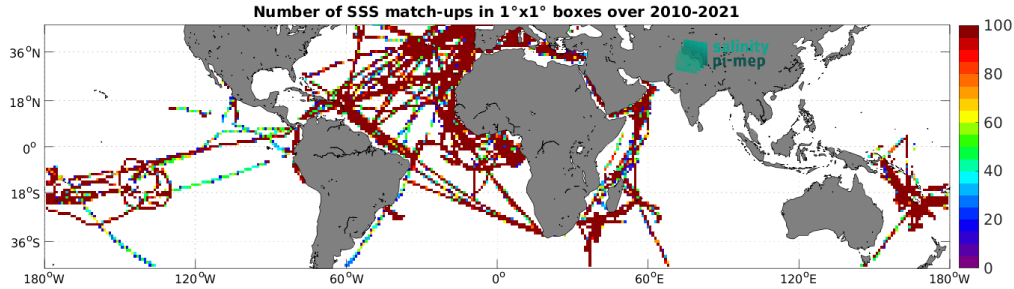 Number of SSS match-ups in 1°x1° boxes over 2010-2021
36°N
18°N
0°
18°S
36°S
180°W
120°W
60°W
0°
60°E
120°E
180°W
100
80
60
40
20
0
salinity
pi-mep